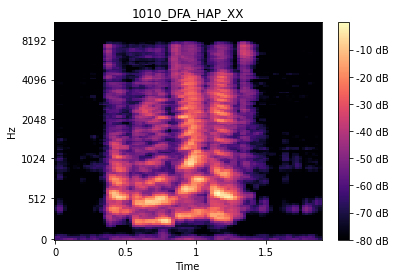 1010_DFA_HAP_XX
8192
4096
2048
1024
512
0
Hz
0
0.5
1
1.5
Time
-10 dB
-20 dB
-30 dB
-40 dB
-50 dB
-60 dB
-70 dB
-80 dB